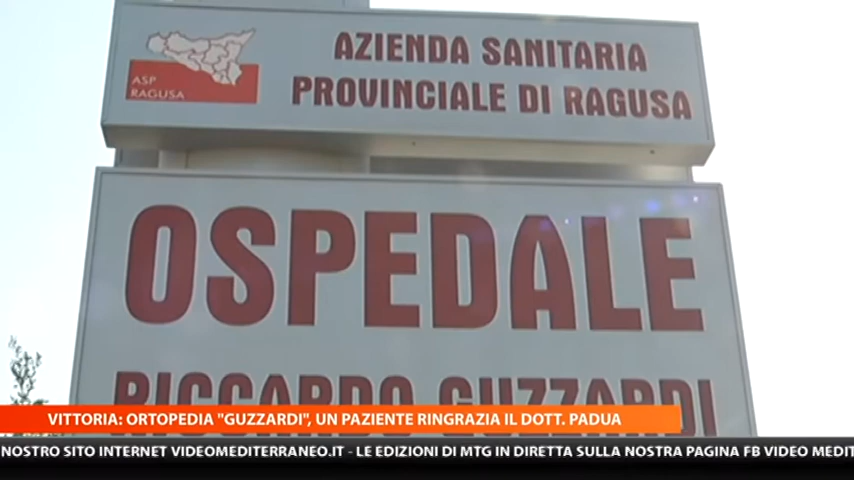 AZIENDA SANITARIA
PROVINCIALE DI RAGUSA
ASP
RAGUSA
OSPEDALE
RICCARDO GUZZARDI
VITTORIA: ORTOPEDIA "GUZZARDI", UN PAZIENTE RINGRAZIA IL DOTT. PADUA
NOSTRO SITO INTERNET VIDEOMEDITERRANEO.IT - LE EDIZIONI DI MTG IN DIRETTA SULLA NOSTRA PAGINA FB VIDEO MEDIT